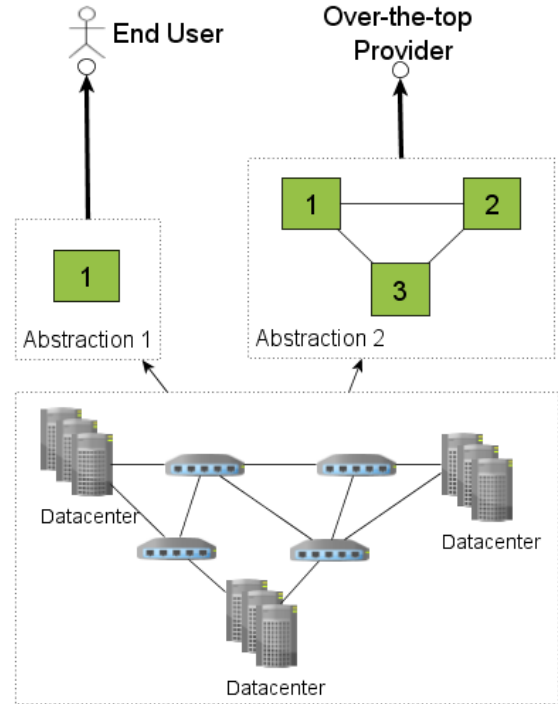 End User
Over-the-top
Provider
1
Abstraction 1
1
2
3
Abstraction 2
Datacenter
Datacenter
Datacenter